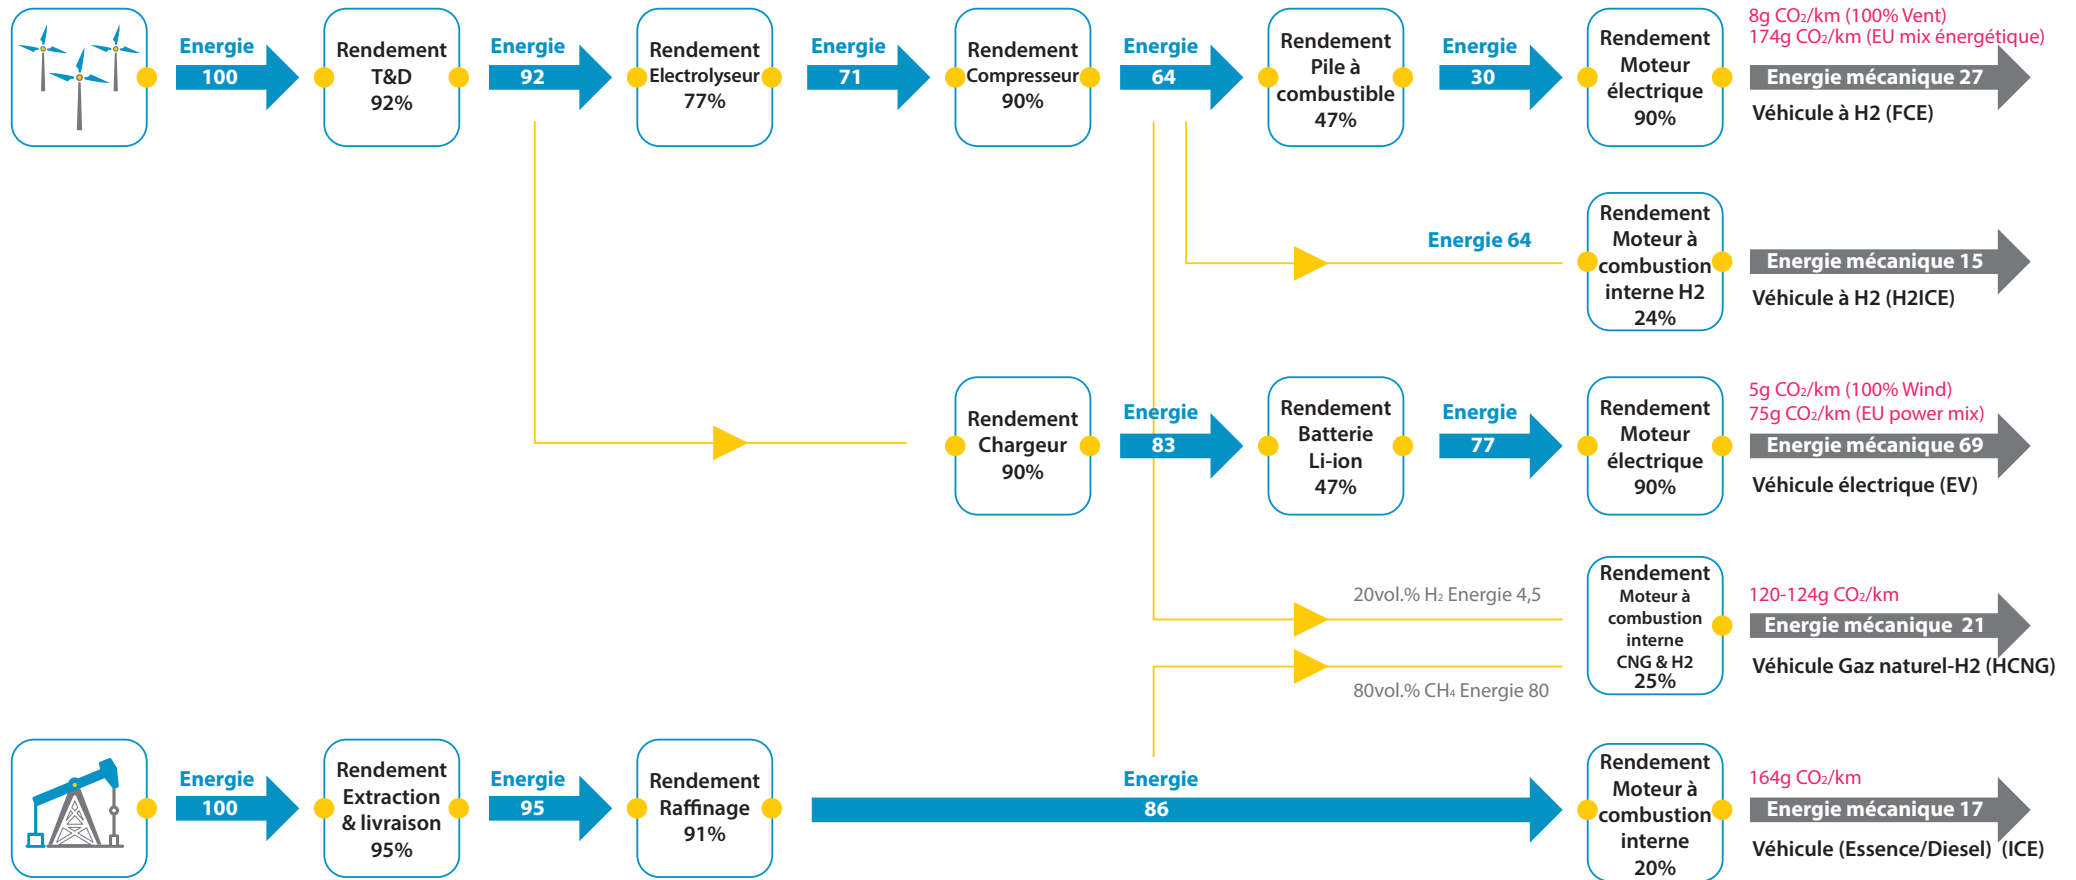 Energie
100
Rendement
T&D
92%
Energie
92
Rendement
Electrolyseur
77%
Energie
71
Rendement
Compresseur
90%
Energie
64
Rendement
Pile à
combustible
47%
Energie
30
Rendement
Moteur
électrique
90%
8g CO₂/km (100% Vent)
174g CO₂/km (EU mix énergétique)
Energie mécanique 27
Véhicule à H2 (FCE)
Energie 64
Rendement
Moteur à
combustion
interne H2
24%
Energie mécanique 15
Véhicule à H2 (H2ICE)
Rendement
Chargeur
90%
Energie
83
Rendement
Batterie
Li-ion
47%
Energie
77
Rendement
Moteur
électrique
90%
5g CO₂/km (100% Wind)
75g CO₂/km (EU power mix)
Energie mécanique 69
Véhicule électrique (EV)
20vol.% H₂ Energie 4,5
80vol.% CH₄ Energie 80
Rendement
Moteur à
combustion
interne
CNG & H2
25%
120-124g CO₂/km
Energie mécanique 21
Véhicule Gaz naturel-H2 (HCNG)
Energie
100
Rendement
Extraction
& livraison
95%
Energie
95
Rendement
Raffinage
91%
Energie
86
Rendement
Moteur à
combustion
interne
20%
164g CO₂/km
Energie mécanique 17
Véhicule (Essence/Diesel) (ICE)